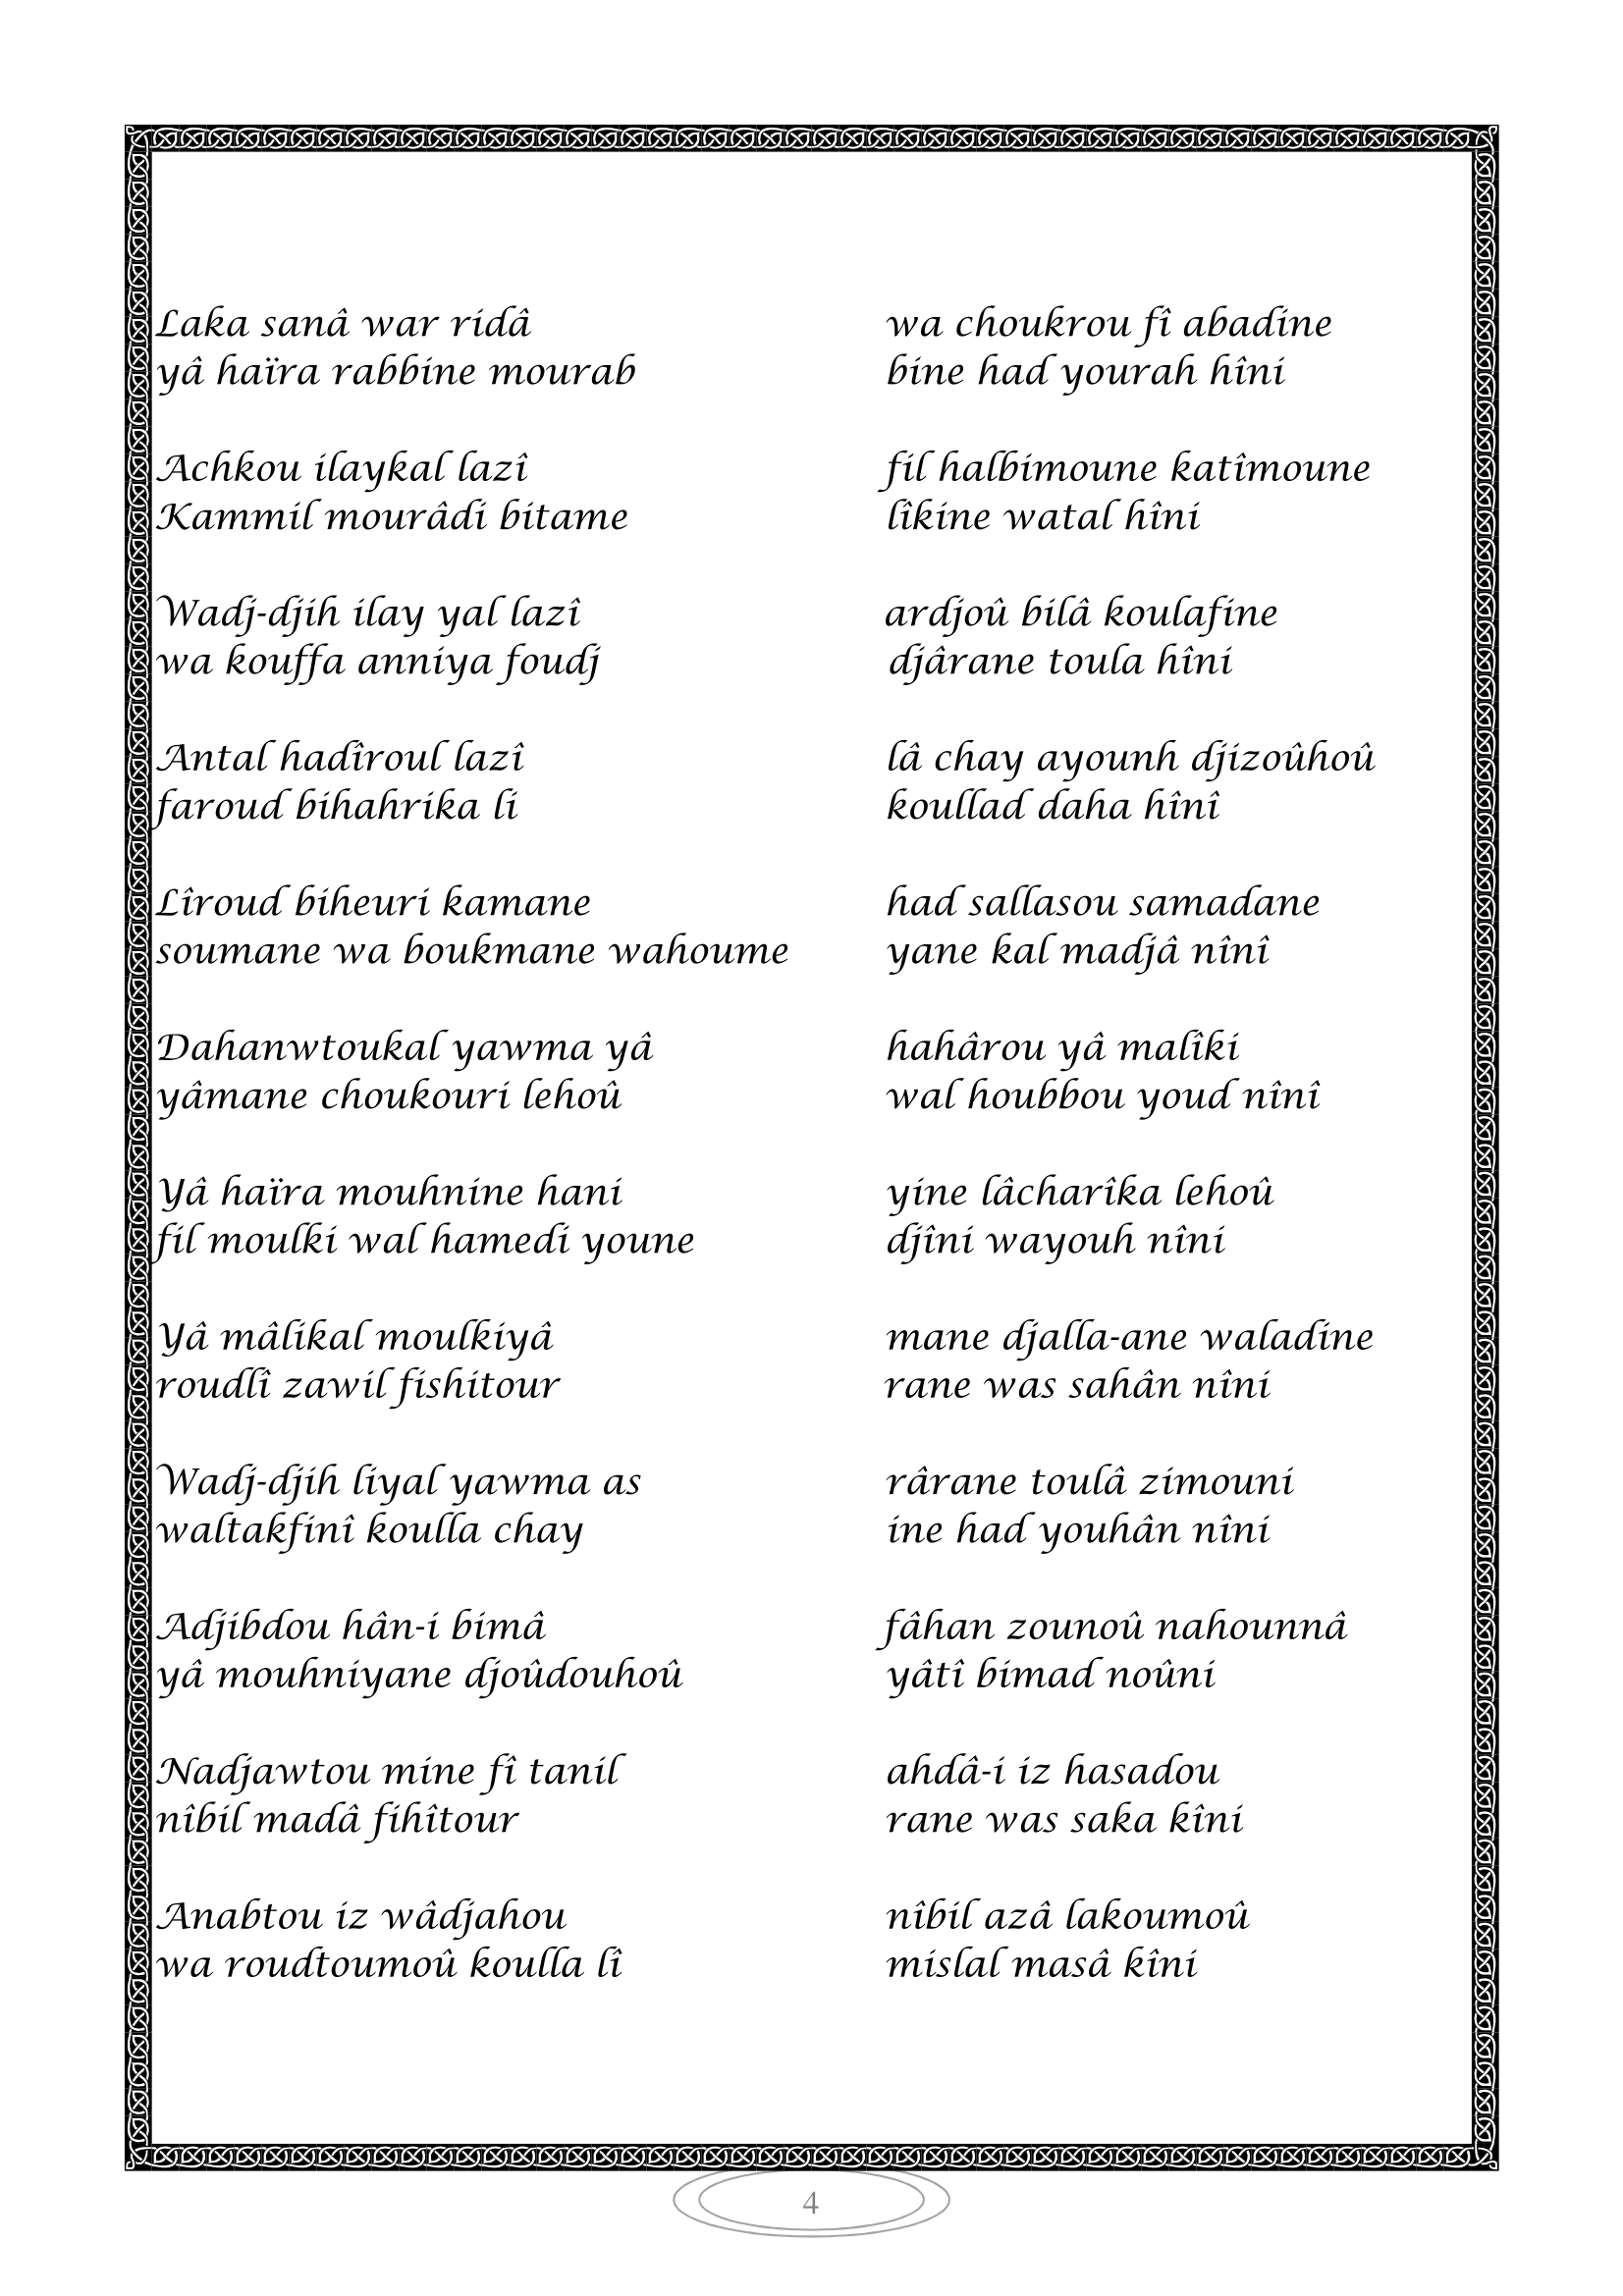 Laka sanâ war ridâ wa choukrou fî abadine
yâ haïra rabbine mourab bine had yourah hîni
Achkou ilaykal lazî fil halbimoune katîmoune
Kammil mourâdi bitame lîkine watal hîni
Wadj-djih ilay yal lazî ardjoû bilâ koulafine
wa kouffa anniya foudj djârane toula hîni
Antal hadîroul lazî lâ chay ayounh djizoûhoû
faroud bihahrika li koullad daha hînî
Lîroud biheuri kamane had sallasou samadane
soumane wa boukmane wahoume yane kal madjâ nînî
Dahanwtoukal yawma yâ hahârou yâ malîki
yâmane choukouri lehoû wal houbbou youd nînî
Yâ haïra mouhnine hani yine lâcharîka lehoû
fil moulki wal hamedi youne djîni wayouh nîni
Yâ mâlikal moulkiyâ mane djalla-ane waladine
roudlî zawil fishitour rane was sahân nîni
Wadj-djih liyal yawma as rârane toulâ zimouni
waltakfinî koulla chay ine had youhân nîni
Adjibdou hân-i bimâ fâhan zounoû nahounnâ
yâ mouhniyane djoûdouhoû yâtî bimad noûni
Nadjawtou mine fî tanil ahdâ-i iz hasadou
nîbil madâ fihîtour rane was saka kîni
Anabtou iz wâdjahou nîbil azâ lakoumoû
wa roudtoumoû koulla lî mislal masâ kîni
4